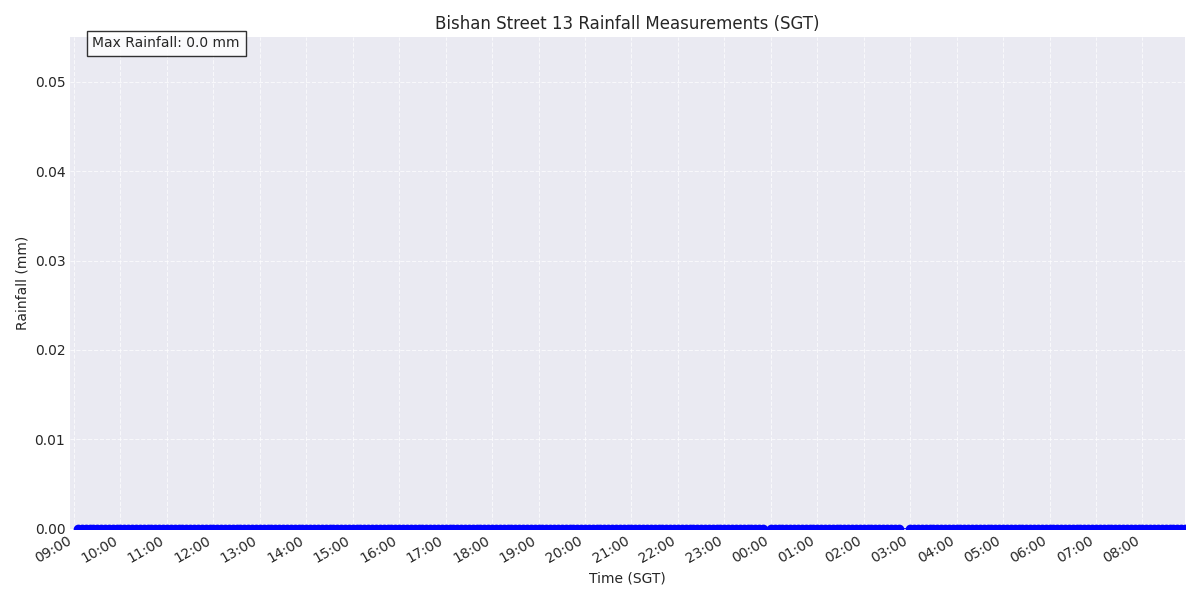 Bishan Street 13 Rainfall Measurements (SGT)
Max Rainfall: 0.0 mm
0.05
0.04
0.03
0.02
0.01
0.00
Rainfall (mm)
09:00 10:00 11:00 12:00 13:00 14:00 15:00 16:00 17:00 18:00 19:00 20:00 21:00 22:00 23:00 00:00 01:00 02:00 03:00 04:00 05:00 06:00 07:00 08:00
Time (SGT)